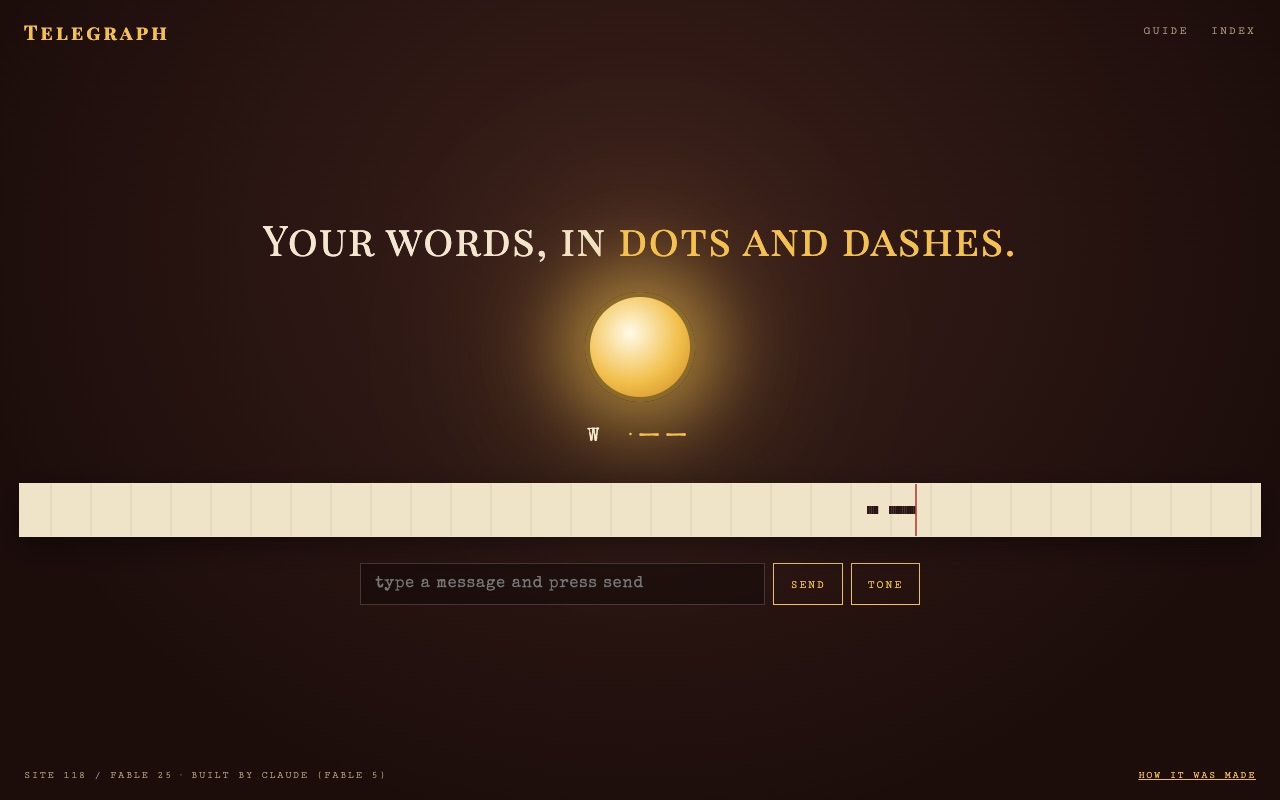 Telegraph
GUIDE INDEX
Your words, in dots and dashes.
W ·——
type a message and press send
SEND
TONE
SITE 118 / FABLE 25 · BUILT BY CLAUDE (FABLE 5)
HOW IT WAS MADE